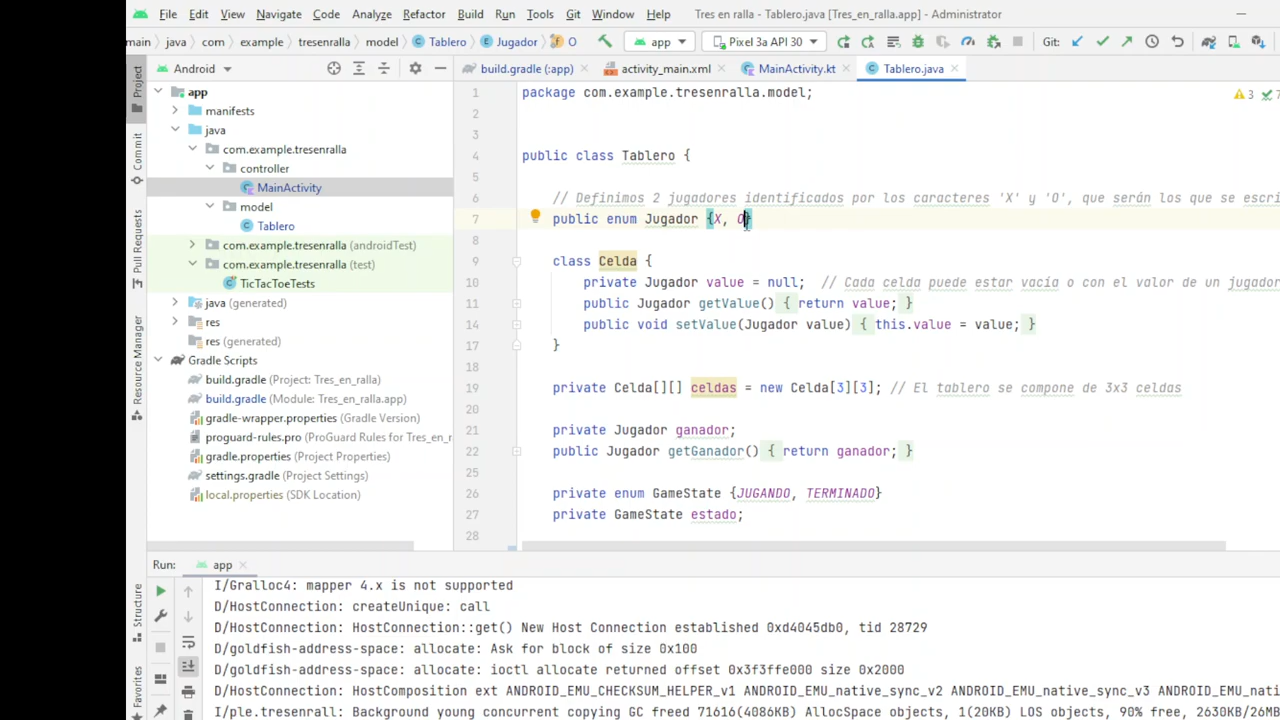 File Edit View Navigate Code Analyze Refactor Build Run Tools Git Window Help Tres en ralla - Tablero.java [Tres_en_ralla.app] - Administrator
main java com example tresenralla model Tablero Jugador O app Pixel 3a API 30 Git:
Android
build.gradle (:app) activity_main.xml MainActivity.kt Tablero.java
Project
Commit
Pull Requests
Resource Manager
Structure
Favorites
app
manifests
java
com.example.tresenralla
controller
MainActivity
model
Tablero
com.example.tresenralla (androidTest)
com.example.tresenralla (test)
TicTacToeTests
java (generated)
res
res (generated)
Gradle Scripts
build.gradle (Project: Tres_en_ralla)
build.gradle (Module: Tres_en_ralla.app)
gradle-wrapper.properties (Gradle Version)
proguard-rules.pro (ProGuard Rules for Tres_en_r
gradle.properties (Project Properties)
settings.gradle (Project Settings)
local.properties (SDK Location)
1 package com.example.tresenralla.model;
3
2
3
4 public class Tablero {
5
6 // Definimos 2 jugadores identificados por los caracteres 'X' y 'O', que serán los que se escri
7 public enum Jugador {X, O}
8
9 class Celda {
10 private Jugador value = null; // Cada celda puede estar vacía o con el valor de un jugador
11 public Jugador getValue() { return value; }
14 public void setValue(Jugador value) { this.value = value; }
17 }
18
19 private Celda[][] celdas = new Celda[3][3]; // El tablero se compone de 3x3 celdas
20
21 private Jugador ganador;
22 public Jugador getGanador() { return ganador; }
25
26 private enum GameState {JUGANDO, TERMINADO}
27 private GameState estado;
28
Run: app
I/Gralloc4: mapper 4.x is not supported
D/HostConnection: createUnique: call
D/HostConnection: HostConnection::get() New Host Connection established 0xd4045db0, tid 28729
D/goldfish-address-space: allocate: Ask for block of size 0x100
D/goldfish-address-space: allocate: ioctl allocate returned offset 0x3f3ffe000 size 0x2000
D/HostConnection: HostComposition ext ANDROID_EMU_CHECKSUM_HELPER_v1 ANDROID_EMU_native_sync_v2 ANDROID_EMU_native_sync_v3 ANDROID_EMU_nati
I/ple.tresenrall: Background young concurrent copying GC freed 71616(4086KB) AllocSpace objects, 1(20KB) LOS objects, 90% free, 2630KB/26MB